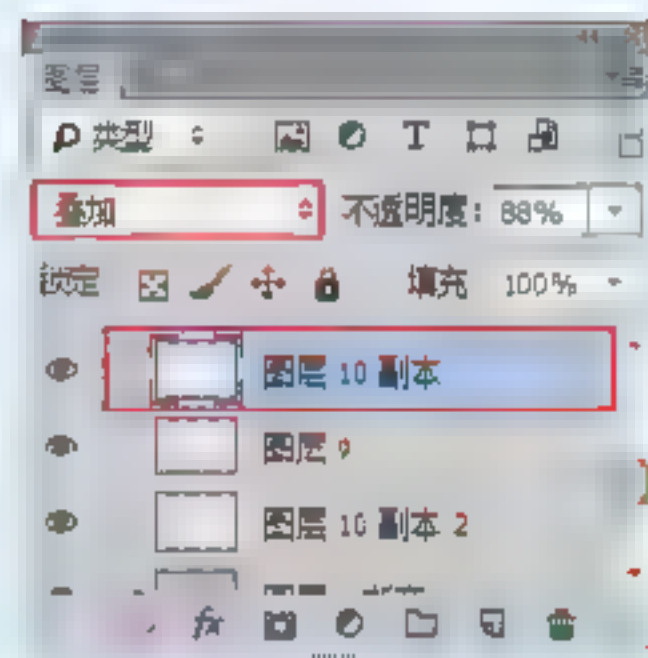 图层
类型
叠加 不透明度: 88%
锁定 填充 100%
图层 10 副本
图层 9
图层 10 副本 2
fx